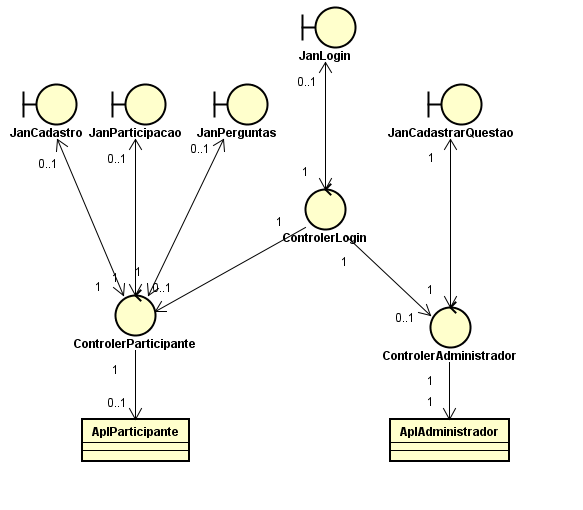 JanLogin
0..1
JanCadastro
JanParticipacao
JanPerguntas
JanCadastrarQuestao
0..1
0..1
0..1
1
1
1
ControlerLogin
1
1
1
1
1
0..1
1
0..1
ControlerParticipante
ControlerAdministrador
1
0..1
1
1
AplParticipante
AplAdministrador